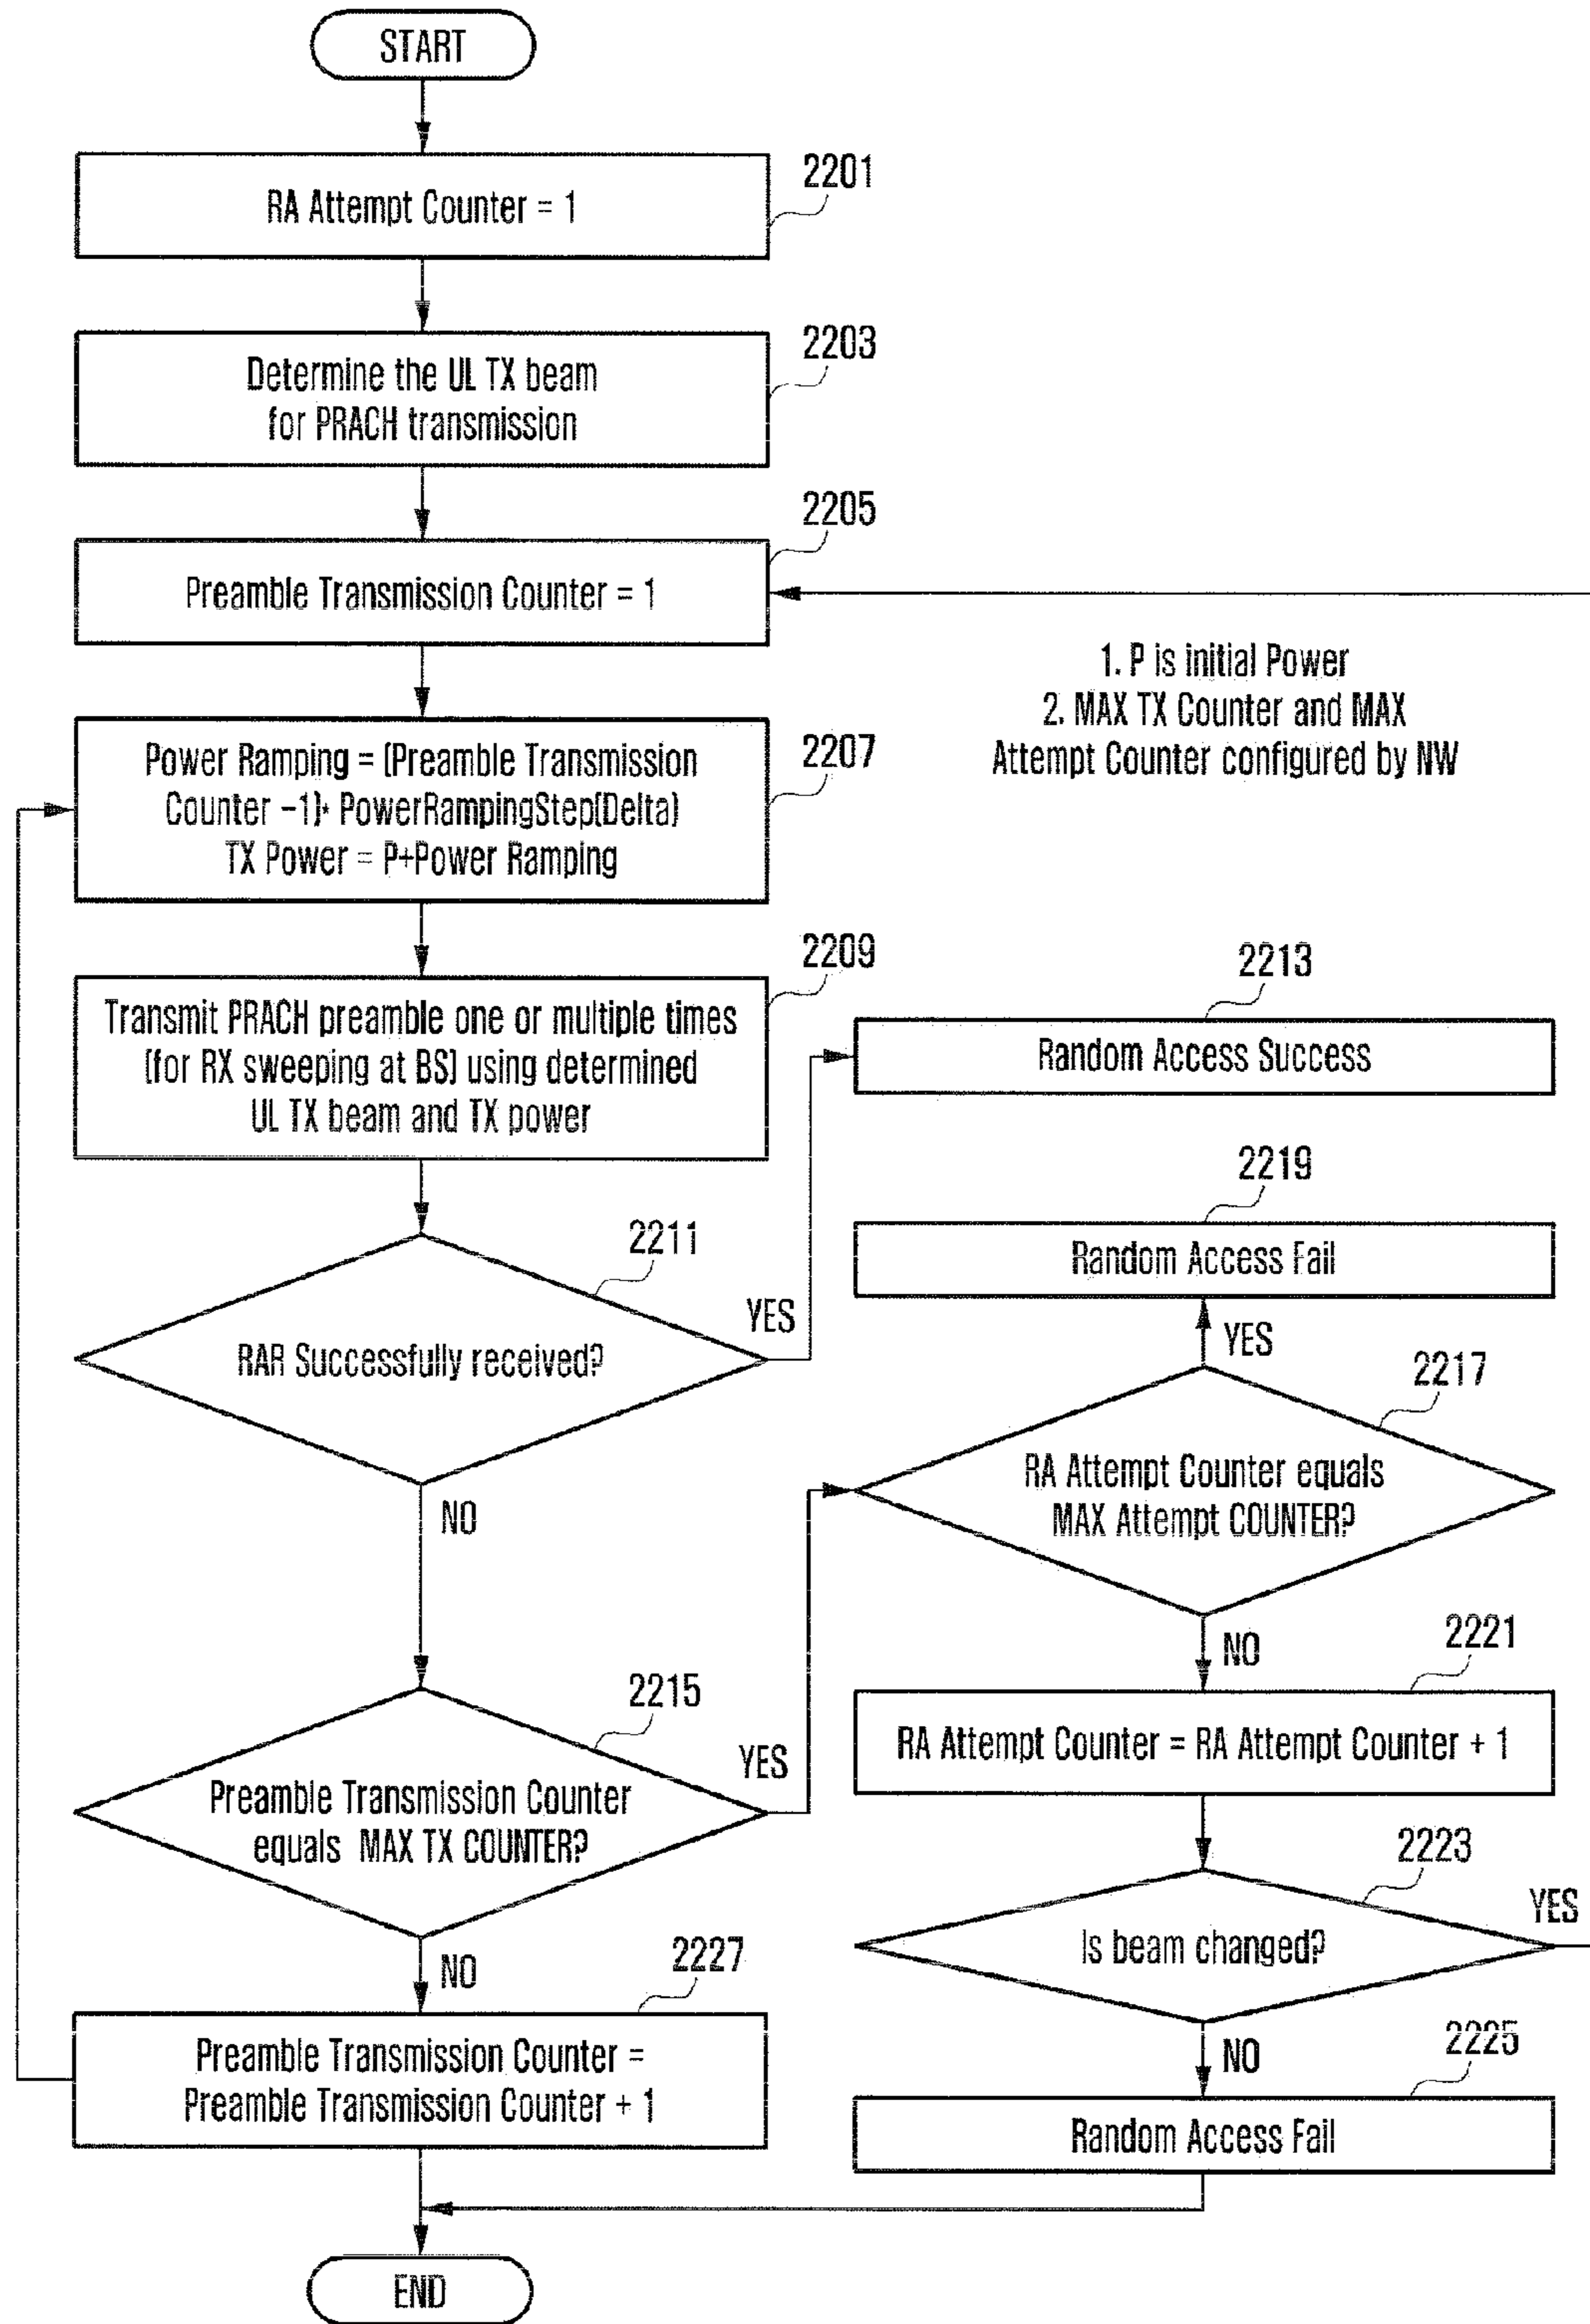 START
2201
RA Attempt Counter = 1
2203
Determine the UL TX beam
for PRACH transmission
2205
Preamble Transmission Counter = 1
1. P is initial Power
2. MAX TX Counter and MAX
Attempt Counter configured by NW
2207
Power Ramping = (Preamble Transmission
Counter -1)* PowerRampingStep(Delta)
TX Power = P+Power Ramping
2209
Transmit PRACH preamble one or multiple times
(for RX sweeping at BS) using determined
UL TX beam and TX power
2213
Random Access Success
2219
Random Access Fail
2211
RAR Successfully received?
YES
NO
YES
2217
RA Attempt Counter equals
MAX Attempt COUNTER?
NO
2215
Preamble Transmission Counter
equals MAX TX COUNTER?
YES
NO
2221
RA Attempt Counter = RA Attempt Counter + 1
2223
Is beam changed?
YES
NO
2227
Preamble Transmission Counter =
Preamble Transmission Counter + 1
2225
Random Access Fail
END